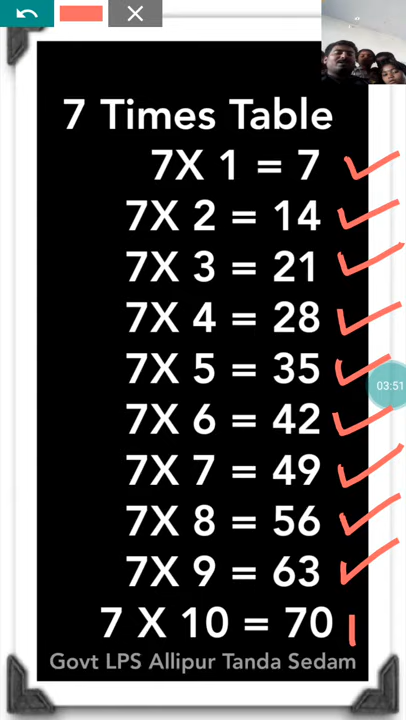 7 Times Table
7X 1 = 7
7X 2 = 14
7X 3 = 21
7X 4 = 28
7X 5 = 35
7X 6 = 42
7X 7 = 49
7X 8 = 56
7X 9 = 63
7 X 10 = 70
Govt LPS Allipur Tanda Sedam
03:51